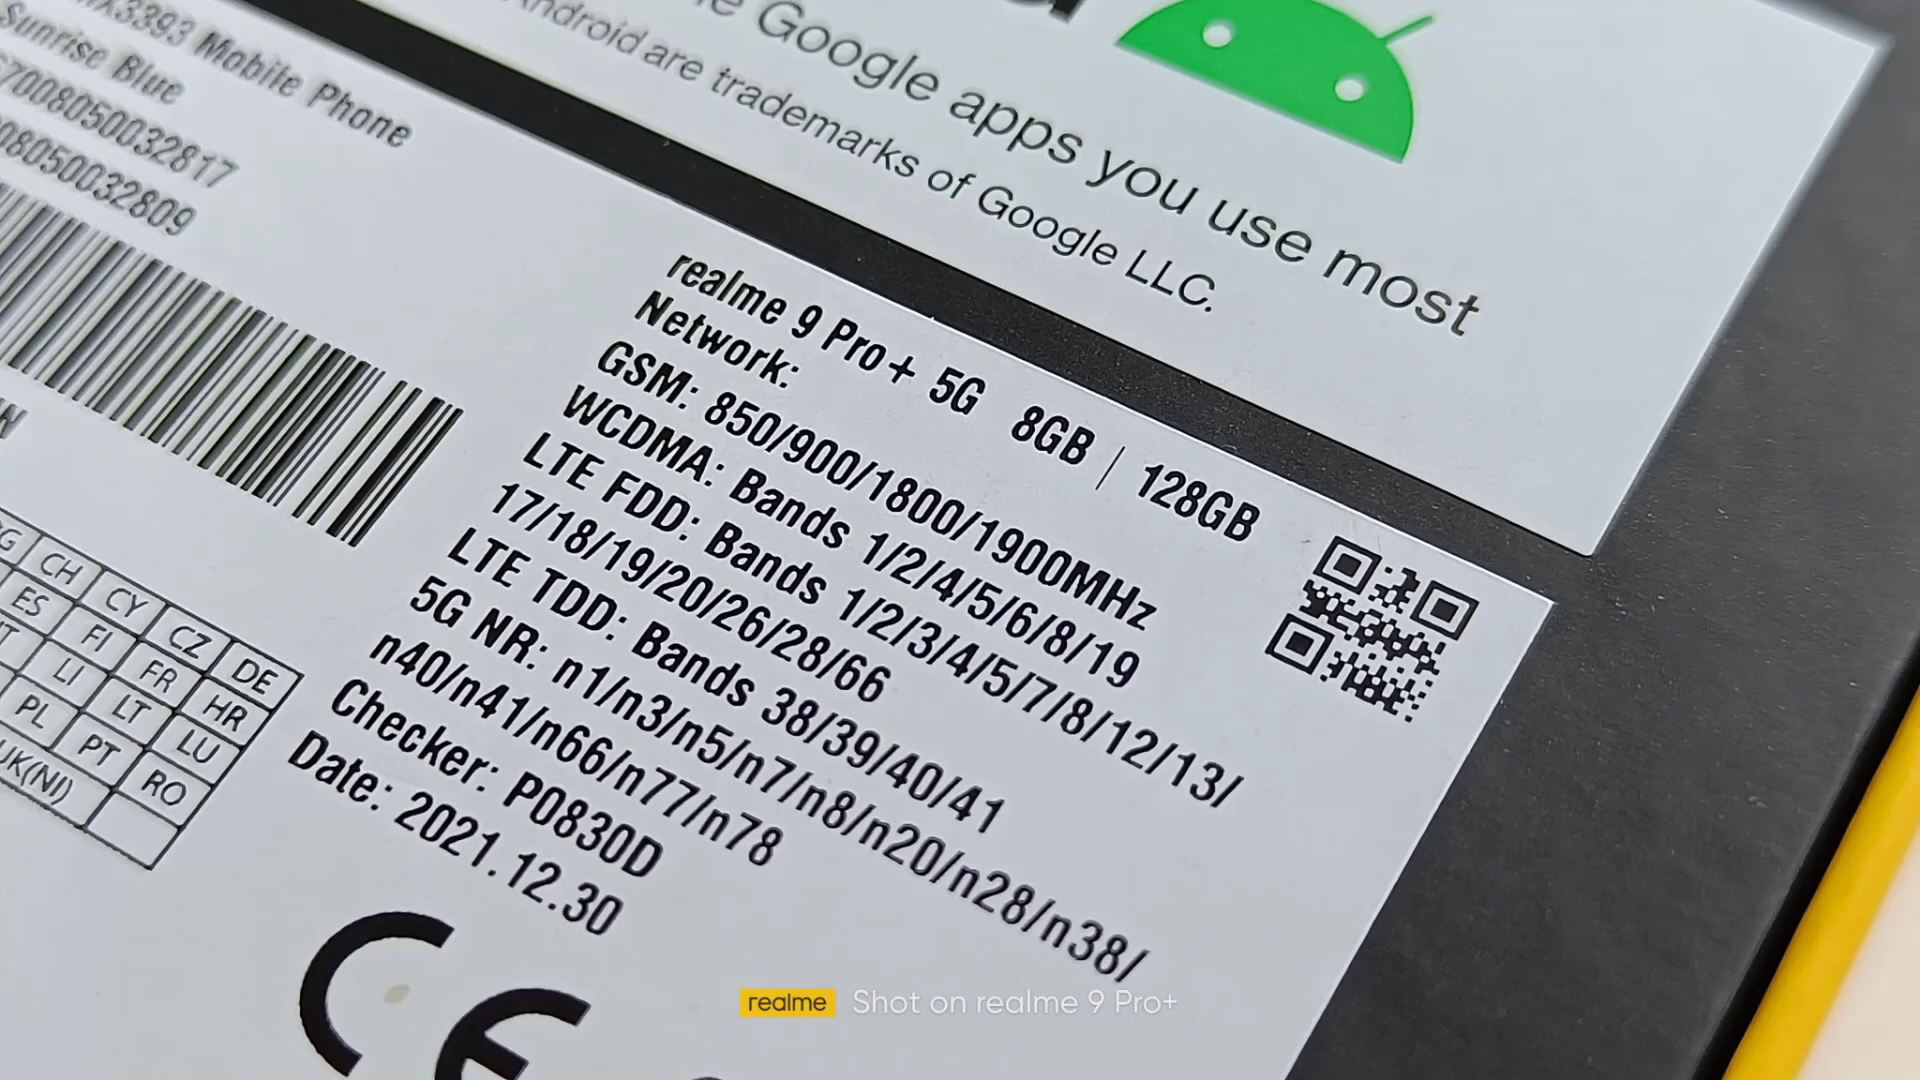 Google apps you use most
Android are trademarks of Google LLC.
Mobile Phone
Sunrise Blue
realme 9 Pro+ 5G 8GB | 128GB
Network:
GSM: 850/900/1800/1900MHz
WCDMA: Bands 1/2/4/5/6/8/19
LTE FDD: Bands 1/2/3/4/5/7/8/12/13/
17/18/19/20/26/28/66
LTE TDD: Bands 38/39/40/41
5G NR: n1/n3/n5/n7/n8/n20/n28/n38/
n40/n41/n66/n77/n78
Checker: P0830D
Date: 2021.12.30
CH CY CZ DE
ES FI FR HR
LI LT LU
PL PT RO
UK(NI)
CE
realme Shot on realme 9 Pro+